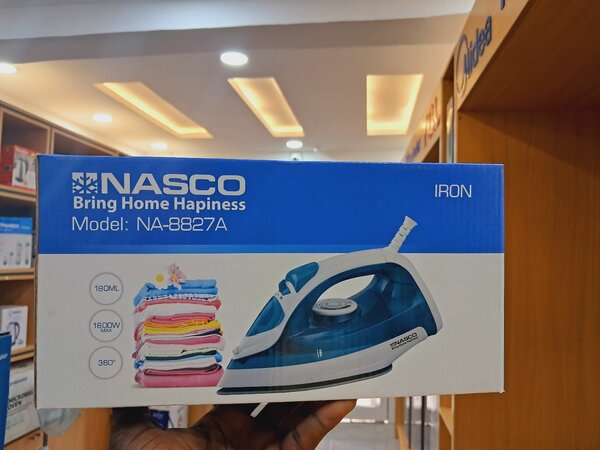 Midea
NASCO
Bring Home Hapiness
Model: NA-8827A
IRON
180ML
1600W
MAX
360°
NASCO